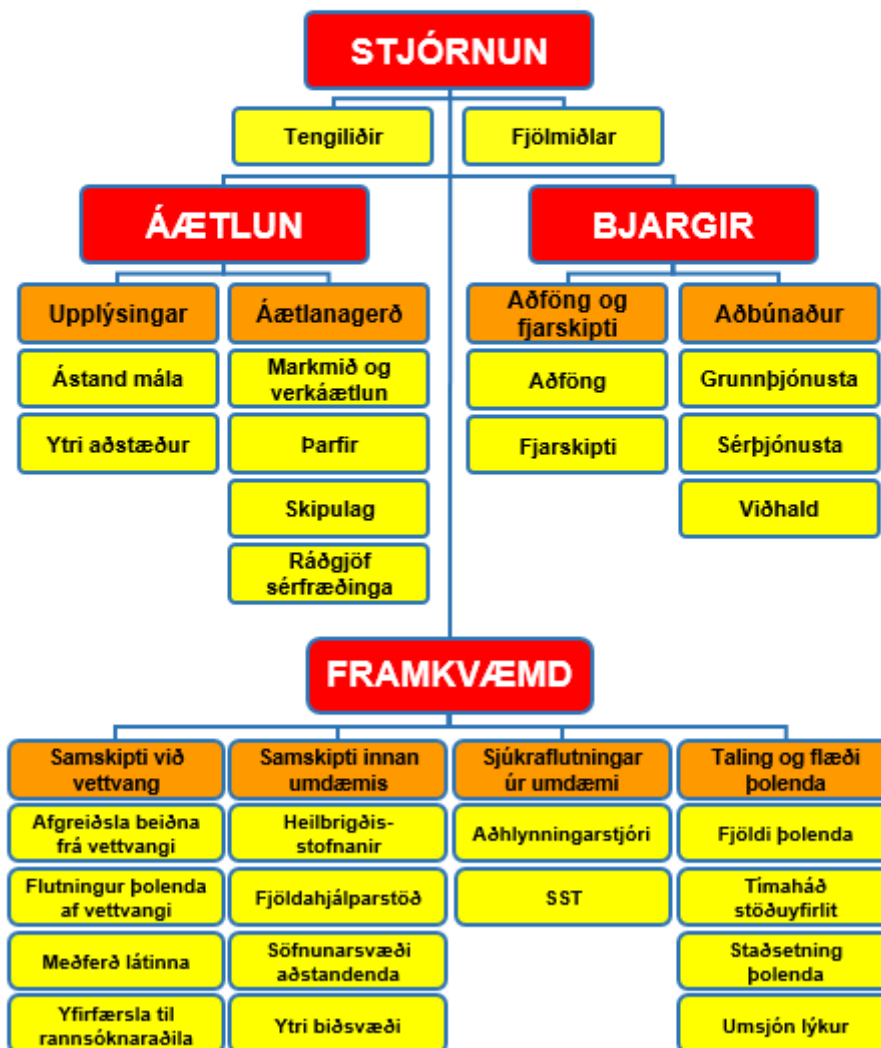 STJÓRNUN
Tengiliðir
Fjölmiðlar
ÁÆTLUN
BJARGIR
Upplýsingar
Ástand mála
Ytri aðstæður
Áætlanagerð
Markmið og
verkáætlun
Þarfir
Skipulag
Ráðgjöf
sérfræðinga
Aðföng og
fjarskipti
Aðföng
Fjarskipti
Aðbúnaður
Grunnþjónusta
Sérþjónusta
Viðhald
FRAMKVÆMD
Samskipti við
vettvang
Afgreiðsla beiðna
frá vettvangi
Flutningur þolenda
af vettvangi
Meðferð látinna
Yfirfærsla til
rannsóknaraðila
Samskipti innan
umdæmis
Heilbrigðis-
stofnanir
Fjöldahjálparstöð
Söfnunarsvæði
aðstandenda
Ytri biðsvæði
Sjúkraflutningar
úr umdæmi
Aðhlynningarstjóri
SST
Taling og flæði
þolenda
Fjöldi þolenda
Tímaháð
stöðuyfirlit
Staðsetning
þolenda
Umsjón lýkur